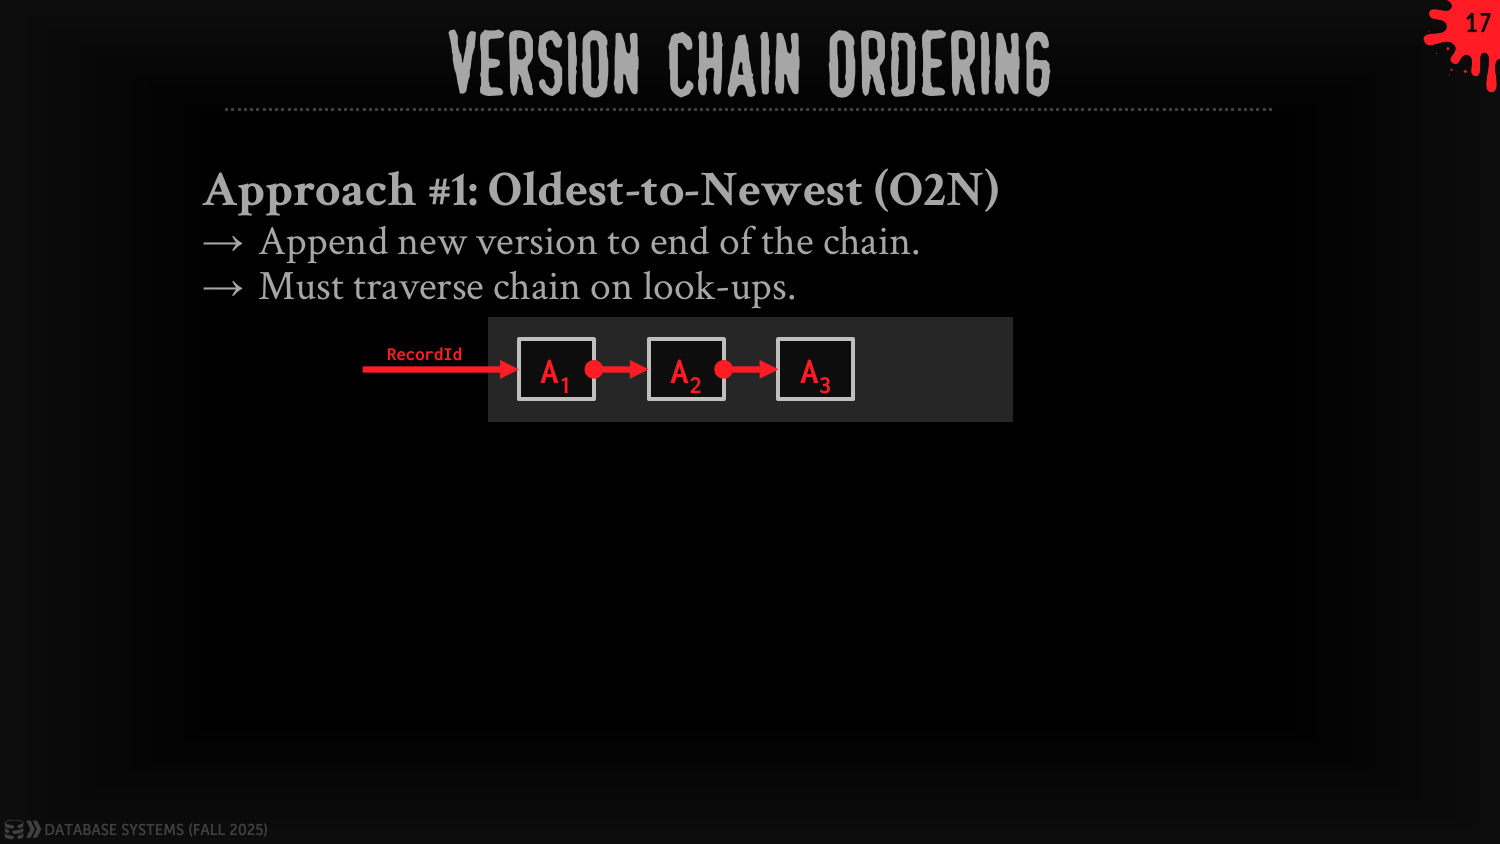 17
VERSION CHAIN ORDERING
Approach #1: Oldest-to-Newest (O2N)
→ Append new version to end of the chain.
→ Must traverse chain on look-ups.
RecordId
A1 A2 A3
DATABASE SYSTEMS (FALL 2025)